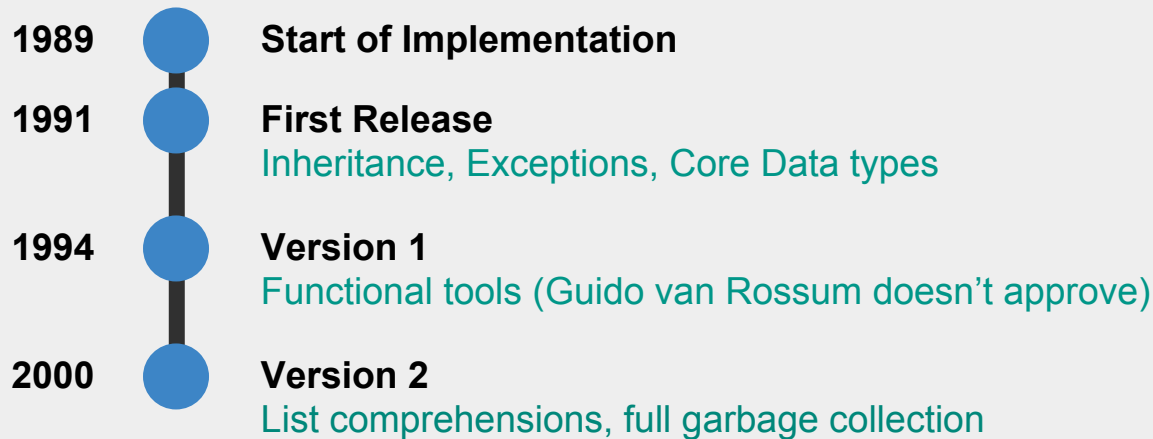 1989 Start of Implementation
1991 First Release
Inheritance, Exceptions, Core Data types
1994 Version 1
Functional tools (Guido van Rossum doesn’t approve)
2000 Version 2
List comprehensions, full garbage collection